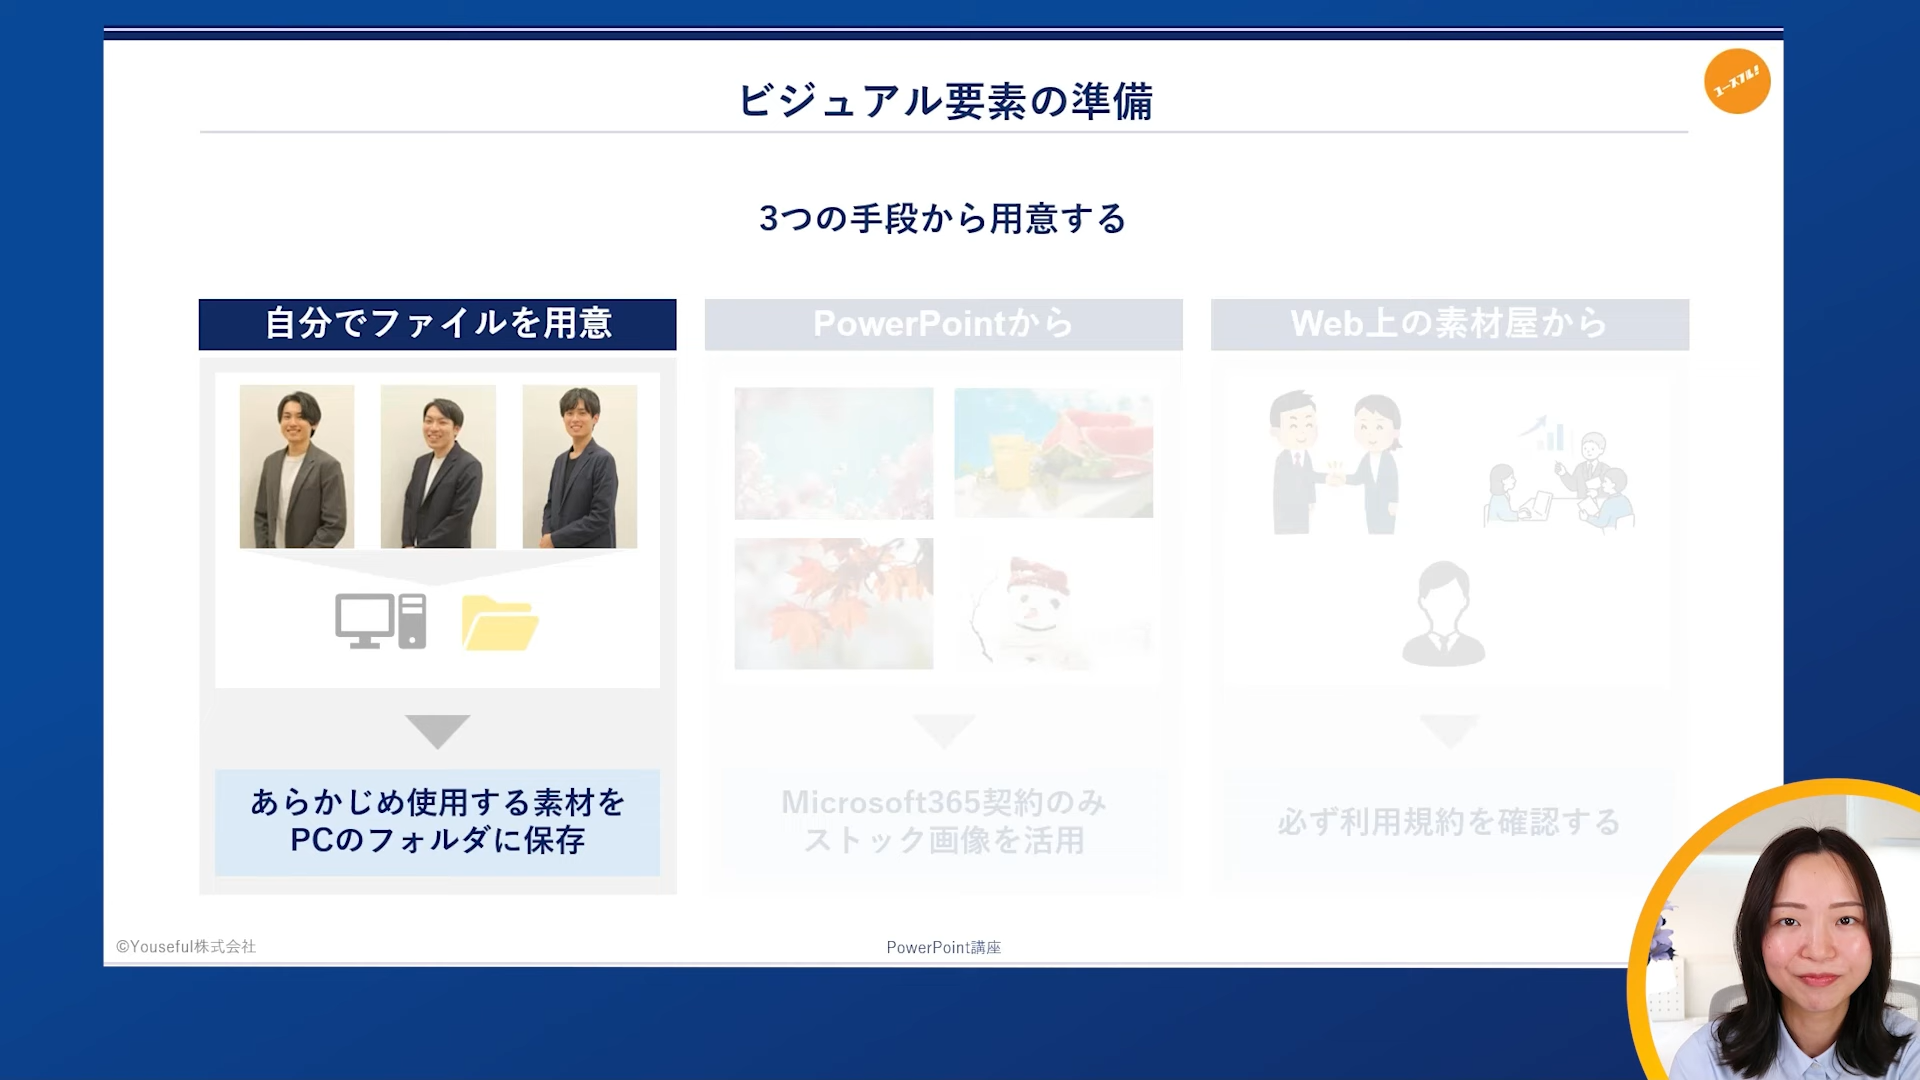 ビジュアル要素の準備
ユースフル!
3つの手段から用意する
自分でファイルを用意
あらかじめ使用する素材を
PCのフォルダに保存
PowerPointから
Microsoft365契約のみ
ストック画像を活用
Web上の素材屋から
必ず利用規約を確認する
©Youseful株式会社
PowerPoint講座